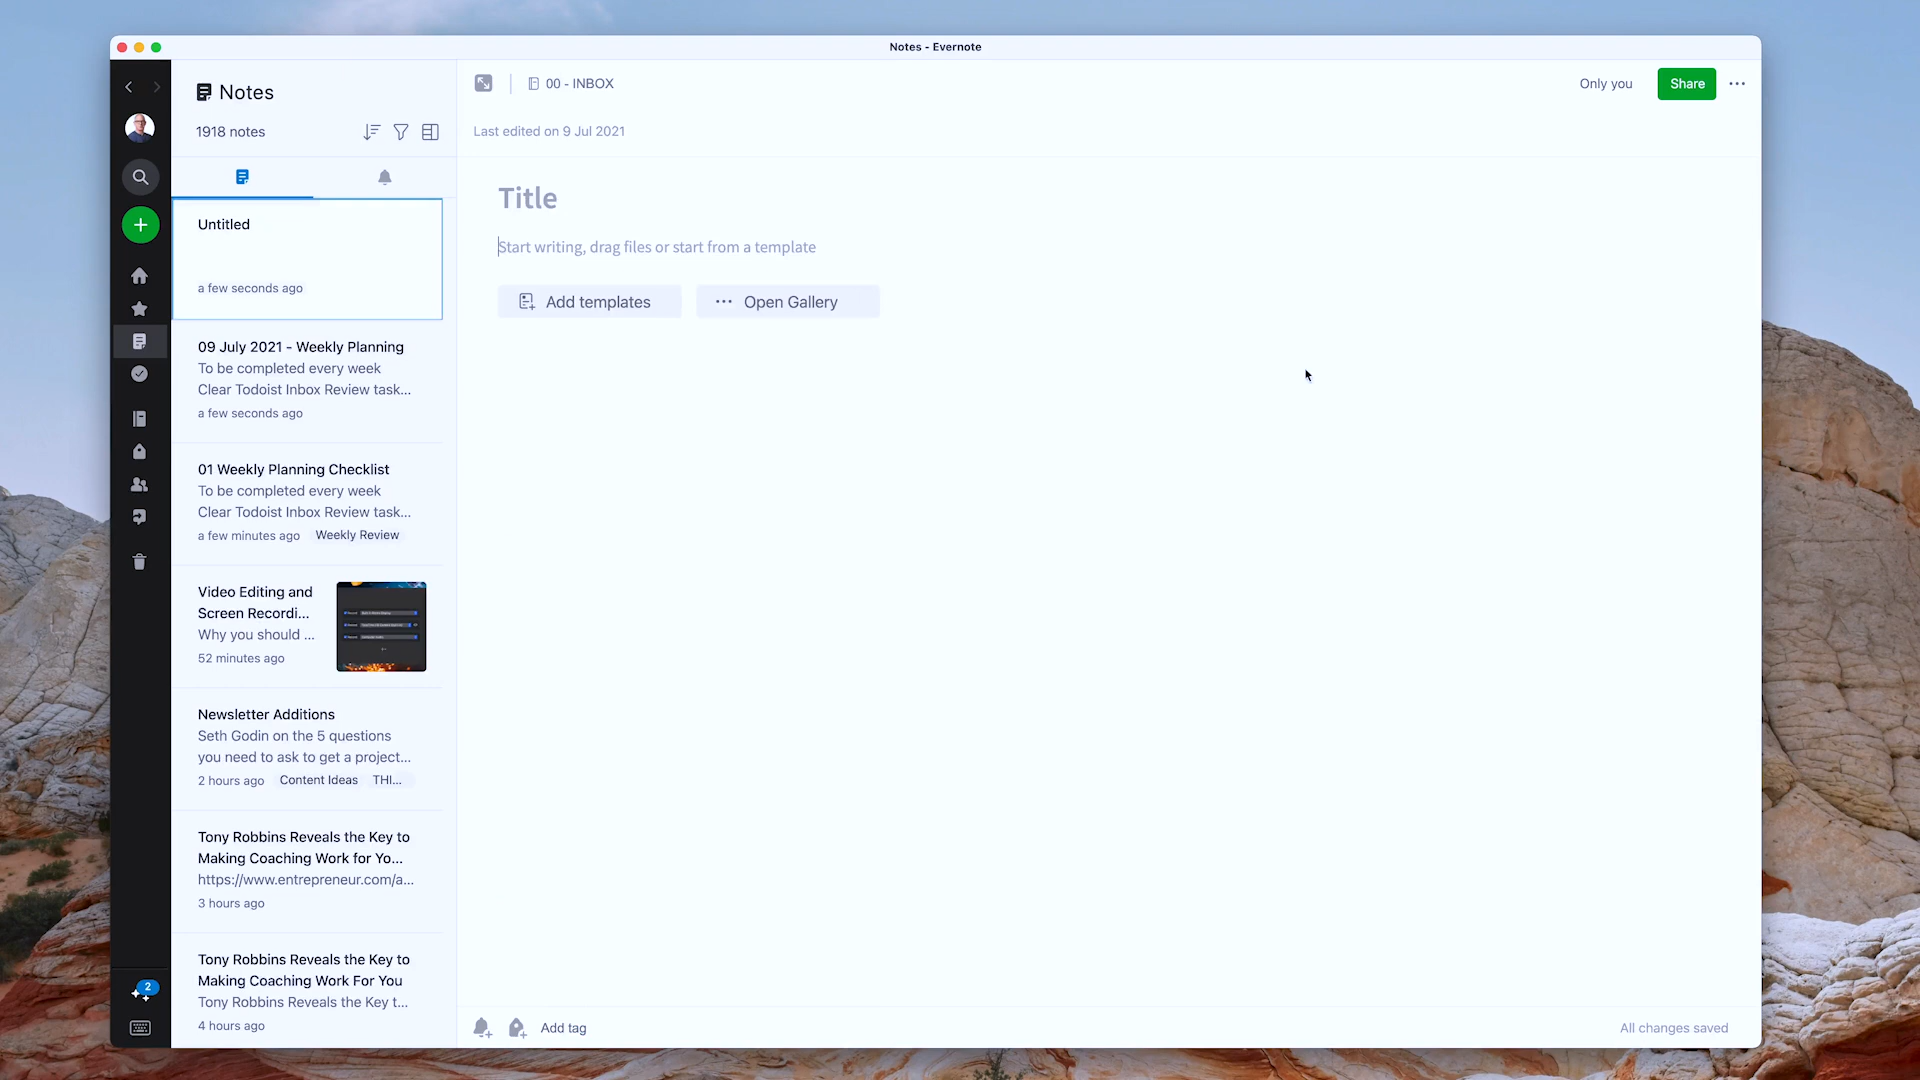 Notes - Evernote
Notes
1918 notes
Untitled
a few seconds ago
09 July 2021 - Weekly Planning
To be completed every week
Clear Todoist Inbox Review task...
a few seconds ago
01 Weekly Planning Checklist
To be completed every week
Clear Todoist Inbox Review task...
a few minutes ago Weekly Review
Video Editing and
Screen Recordi...
Why you should ...
52 minutes ago
Newsletter Additions
Seth Godin on the 5 questions
you need to ask to get a project...
2 hours ago Content Ideas THI...
Tony Robbins Reveals the Key to
Making Coaching Work for Yo...
https://www.entrepreneur.com/a...
3 hours ago
Tony Robbins Reveals the Key to
Making Coaching Work For You
Tony Robbins Reveals the Key t...
4 hours ago
2
00 - INBOX
Only you
Share
Last edited on 9 Jul 2021
Title
Start writing, drag files or start from a template
Add templates
Open Gallery
Add tag
All changes saved